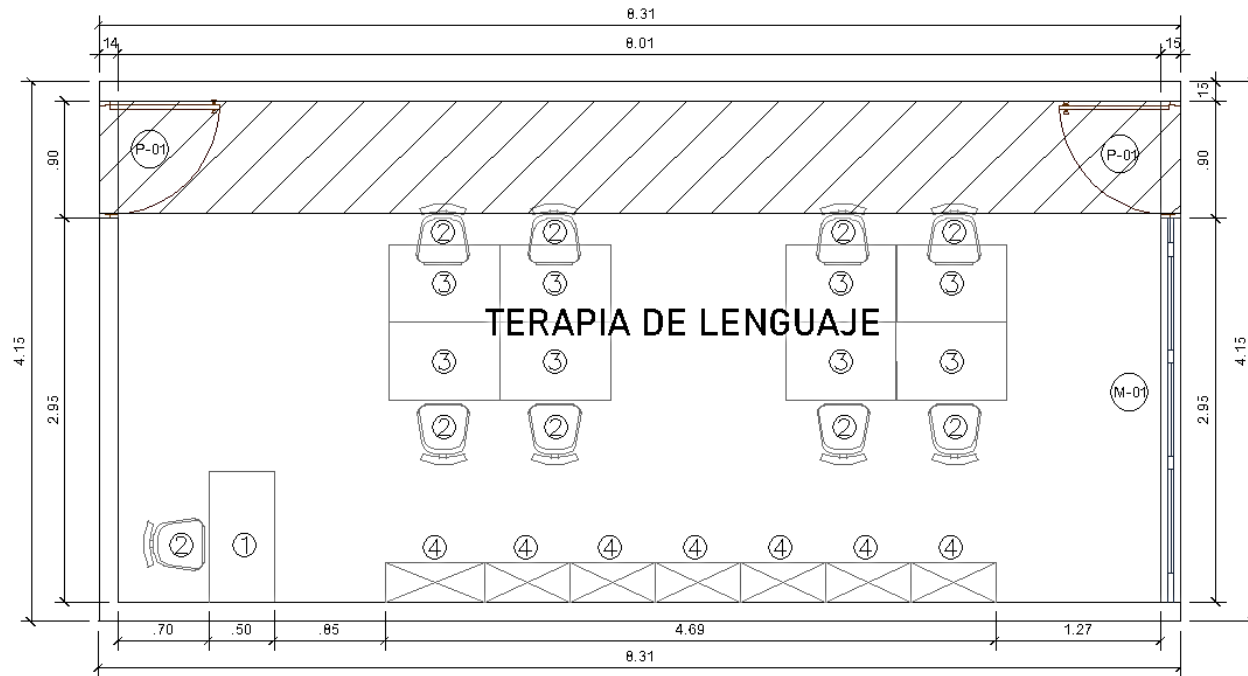 8.31
14 8.01 15
15
.90 P-01 P-01 .90
2 2 2 2
3 3 3 3
TERAPIA DE LENGUAJE
4.15 4.15
3 3 3 3
M-01
2.95 2.95
2 2 2 2
2 1 4 4 4 4 4 4 4
.70 .50 .85 4.69 1.27
8.31